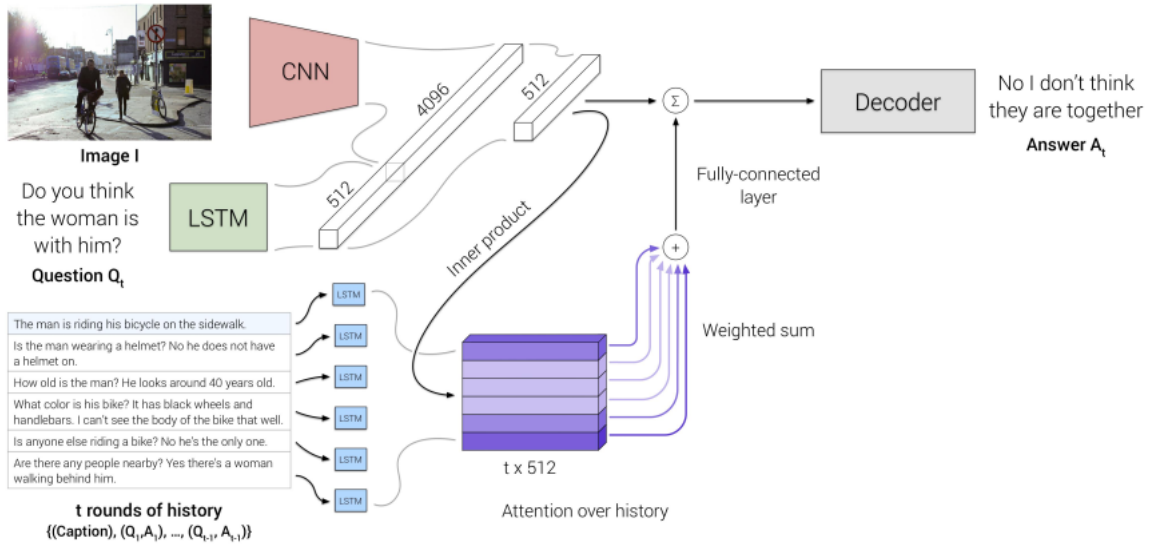 CNN
4096
512
512
Σ
Decoder
No I don't think
they are together
Answer At
Image I
Do you think
the woman is
with him?
Question Qt
LSTM
Fully-connected
layer
Inner product
+
Weighted sum
The man is riding his bicycle on the sidewalk.
Is the man wearing a helmet? No he does not have
a helmet on.
How old is the man? He looks around 40 years old.
What color is his bike? It has black wheels and
handlebars. I can't see the body of the bike that well.
Is anyone else riding a bike? No he's the only one.
Are there any people nearby? Yes there's a woman
walking behind him.
LSTM
LSTM
LSTM
LSTM
LSTM
LSTM
t x 512
Attention over history
t rounds of history
{(Caption), (Q1,A1), ..., (Qt-1, At-1)}